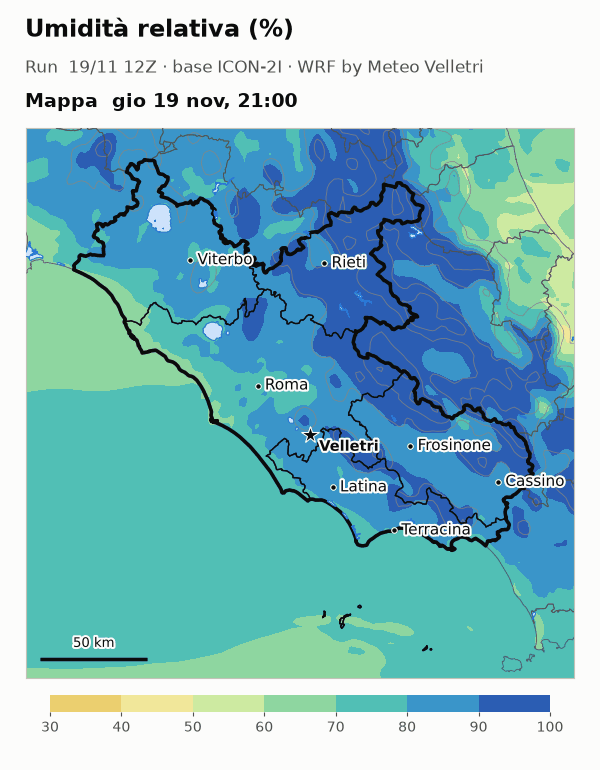 Umidità relativa (%)
Run  19/11 12Z · base ICON-2I · WRF by Meteo Velletri
Mappa  gio 19 nov, 21:00
Viterbo
Rieti
Roma
Velletri
Frosinone
Latina
Cassino
Terracina
50 km
30 40 50 60 70 80 90 100